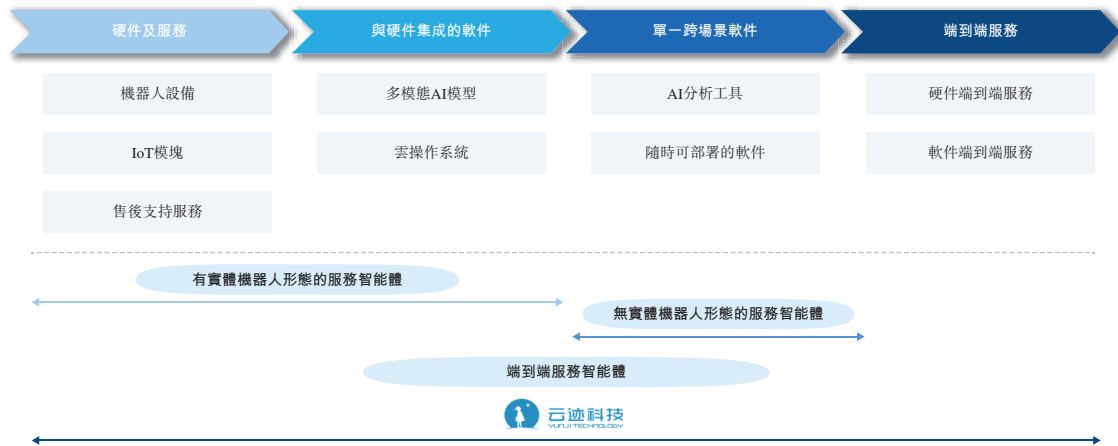 硬件及服務
與硬件集成的軟件
單一跨場景軟件
端到端服務
機器人設備
多模態AI模型
AI分析工具
硬件端到端服務
IoT模塊
雲操作系統
隨時可部署的軟件
軟件端到端服務
售後支持服務
有實體機器人形態的服務智能體
無實體機器人形態的服務智能體
端到端服務智能體
云迹科技
YUNJI TECHNOLOGY